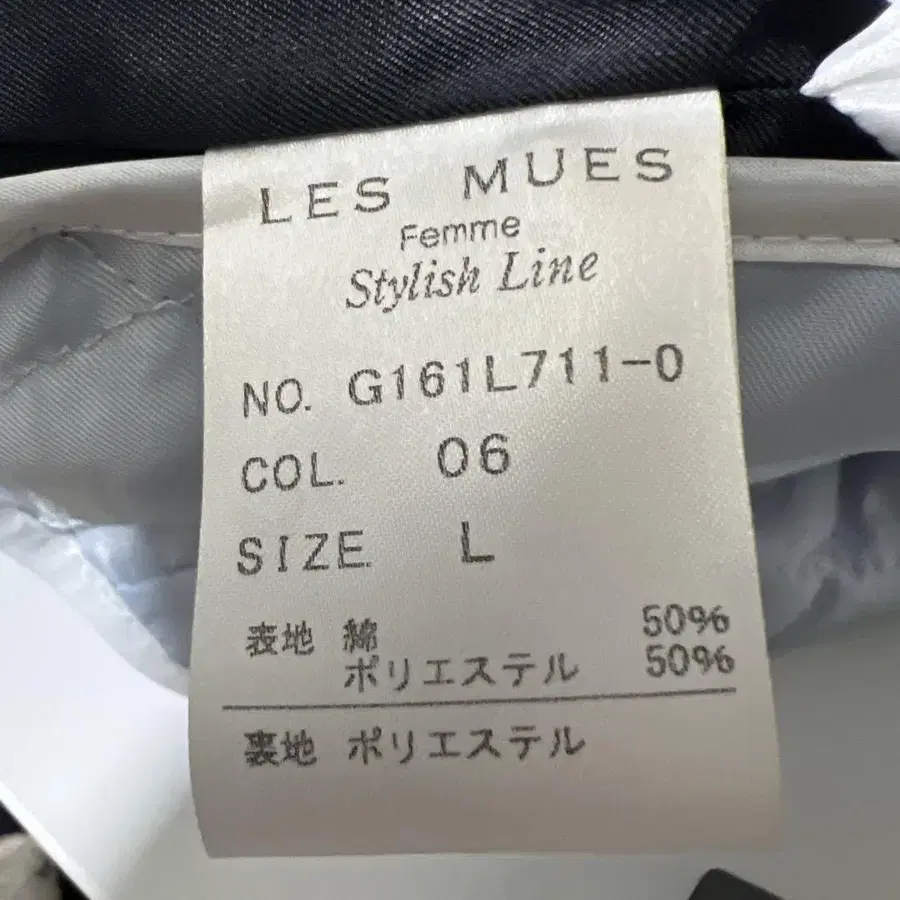 LES MUES
Femme
Stylish Line
NO. G161L711-0
COL. 06
SIZE. L
表地 綿 50%
ポリエステル 50%
裏地 ポリエステル